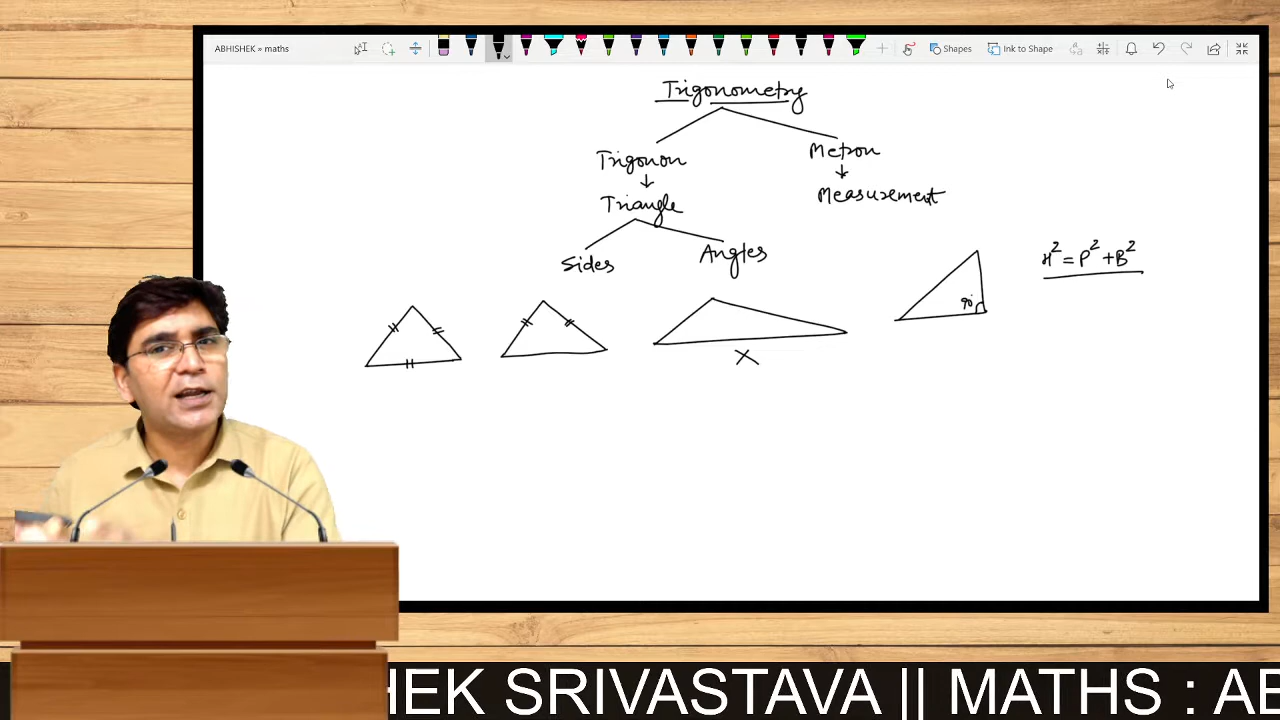 ABHISHEK » maths
Shapes
Ink to Shape
Trigonometry
Trigonon
Metron
↓
↓
Triangle
Measurement
Sides
Angles
H² = P² + B²
90°
×
HEK SRIVASTAVA || MATHS : AB